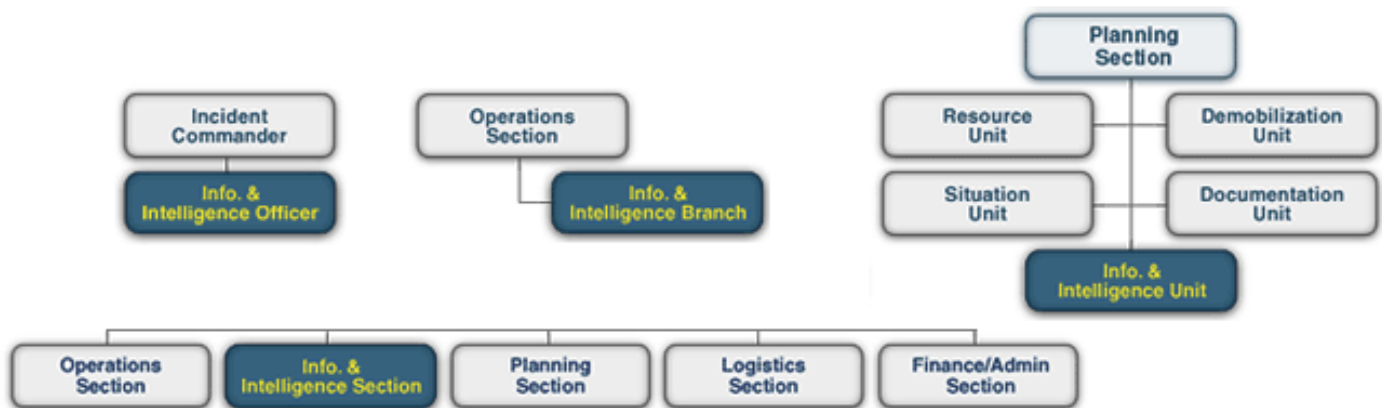 Planning
Section
Incident
Commander
Operations
Section
Resource
Unit
Demobilization
Unit
Info. &
Intelligence Officer
Info. &
Intelligence Branch
Situation
Unit
Documentation
Unit
Info. &
Intelligence Unit
Operations
Section
Info. &
Intelligence Section
Planning
Section
Logistics
Section
Finance/Admin
Section